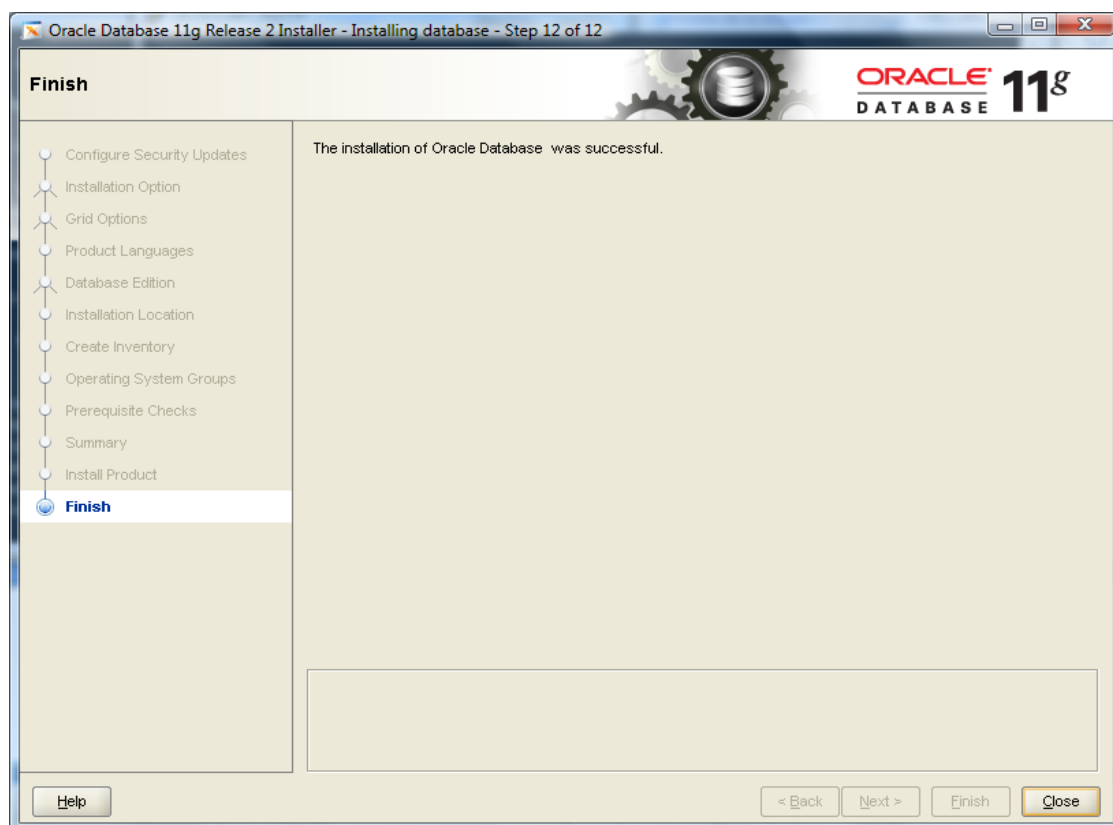 Oracle Database 11g Release 2 Installer - Installing database - Step 12 of 12
Finish
ORACLE
DATABASE
11g
Configure Security Updates
Installation Option
Grid Options
Product Languages
Database Edition
Installation Location
Create Inventory
Operating System Groups
Prerequisite Checks
Summary
Install Product
Finish
The installation of Oracle Database  was successful.
Help
< Back
Next >
Finish
Close